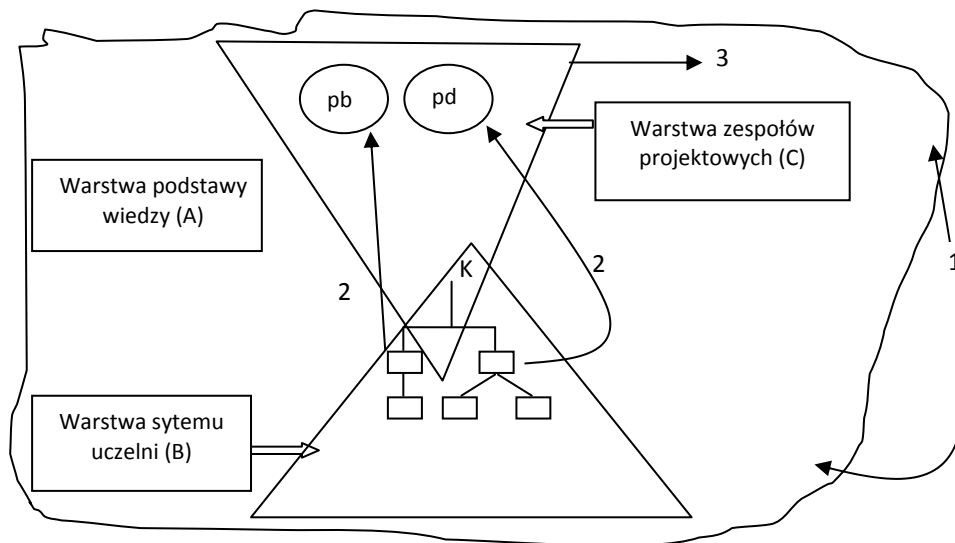 3
pb
pd
Warstwa zespołów
projektowych (C)
Warstwa podstawy
wiedzy (A)
K
2
1
2
Warstwa sytemu
uczelni (B)